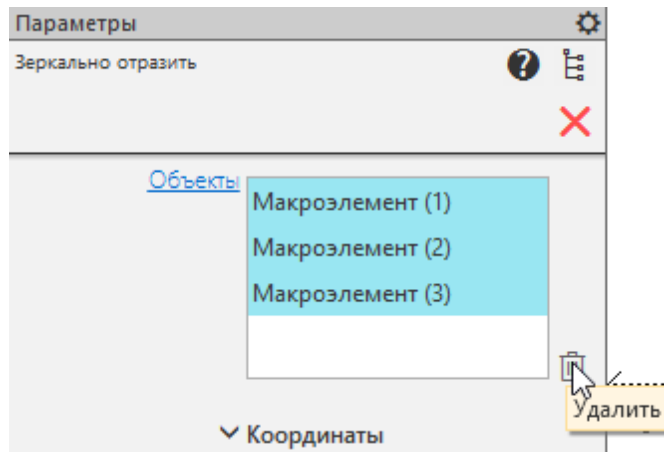 Параметры
Зеркально отразить
Объекты
Макроэлемент (1)
Макроэлемент (2)
Макроэлемент (3)
Удалить
Координаты